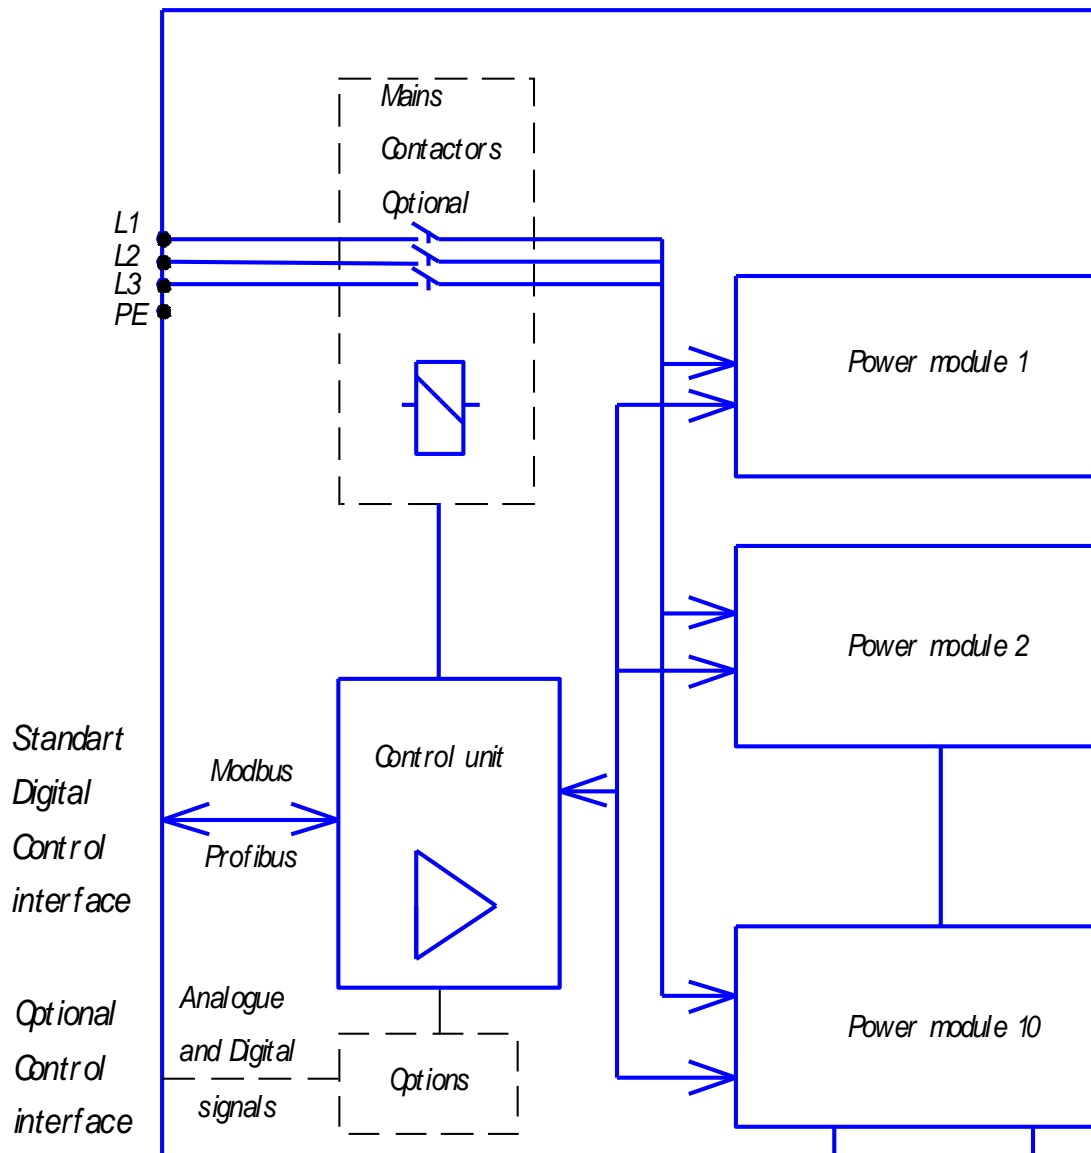 Mains
Contactors
Optional
L1
L2
L3
PE
Power module 1
Power module 2
Standart
Digital
Control
interface
Modbus
Profibus
Control unit
Optional
Control
interface
Analogue
and Digital
signals
Options
Power module 10